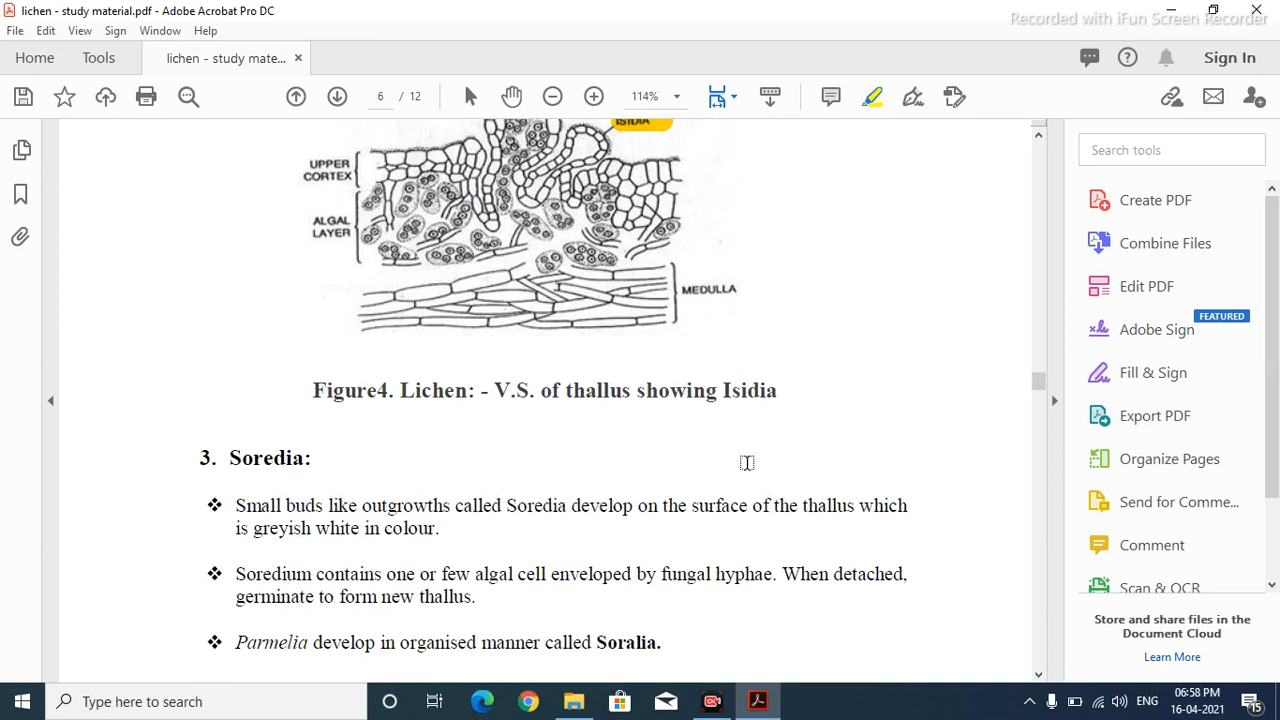 lichen - study material.pdf - Adobe Acrobat Pro DC
Recorded with iFun Screen Recorder
File Edit View Sign Window Help
Home Tools lichen - study mate... × Sign In
6 / 12 114%
ISIDIA
UPPER
CORTEX
ALGAL
LAYER
MEDULLA
Figure4. Lichen: - V.S. of thallus showing Isidia
3. Soredia:
❖ Small buds like outgrowths called Soredia develop on the surface of the thallus which
is greyish white in colour.
❖ Soredium contains one or few algal cell enveloped by fungal hyphae. When detached,
germinate to form new thallus.
❖ Parmelia develop in organised manner called Soralia.
Search tools
Create PDF
Combine Files
Edit PDF
FEATURED
Adobe Sign
Fill & Sign
Export PDF
Organize Pages
Send for Comme...
Comment
Scan & OCR
Store and share files in the
Document Cloud
Learn More
Type here to search
ENG
06:58 PM
16-04-2021
15